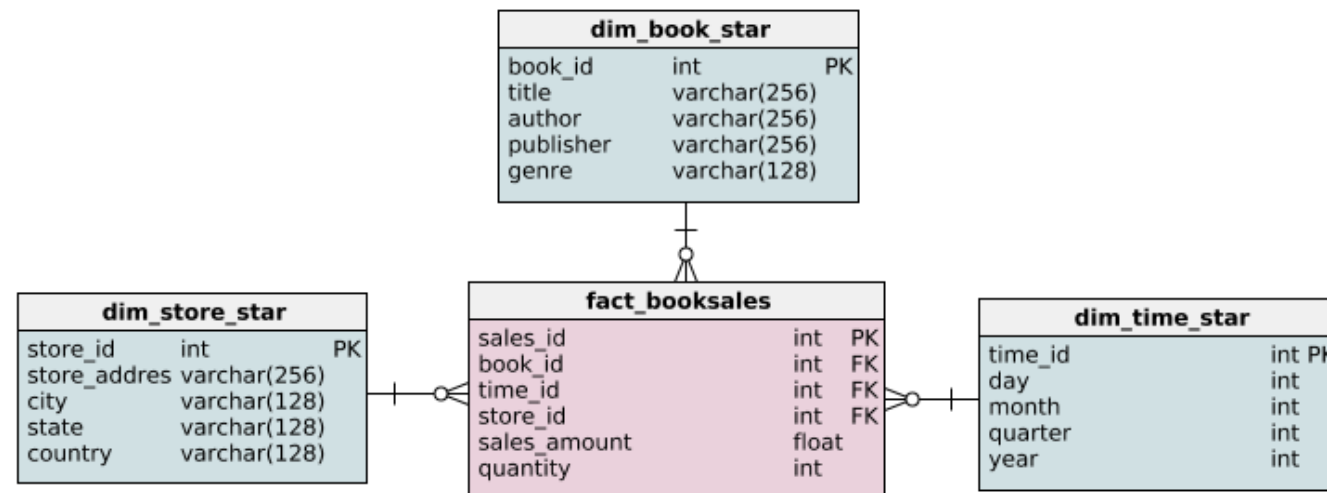 dim_book_star
book_id int PK
title varchar(256)
author varchar(256)
publisher varchar(256)
genre varchar(128)
dim_store_star
store_id int PK
store_addres varchar(256)
city varchar(128)
state varchar(128)
country varchar(128)
fact_booksales
sales_id int PK
book_id int FK
time_id int FK
store_id int FK
sales_amount float
quantity int
dim_time_star
time_id int PK
day int
month int
quarter int
year int